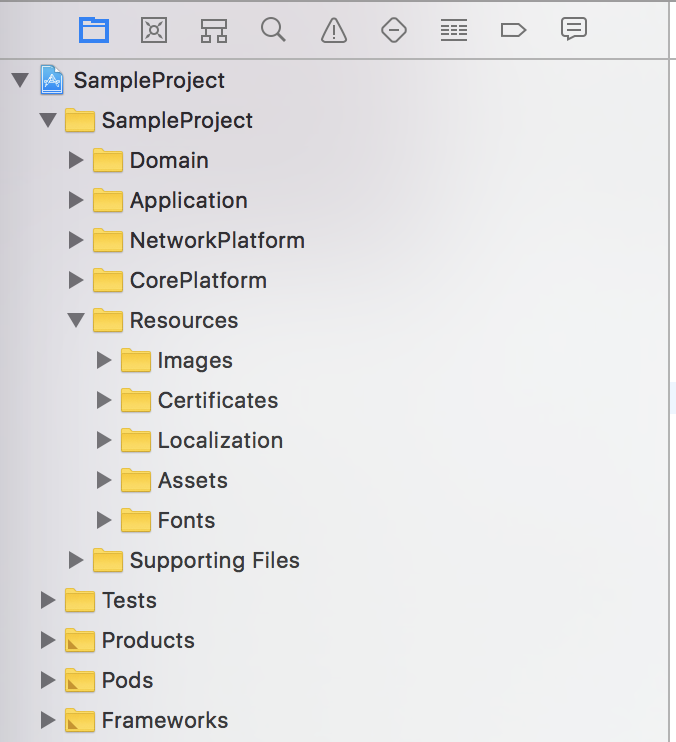 SampleProject
SampleProject
Domain
Application
NetworkPlatform
CorePlatform
Resources
Images
Certificates
Localization
Assets
Fonts
Supporting Files
Tests
Products
Pods
Frameworks